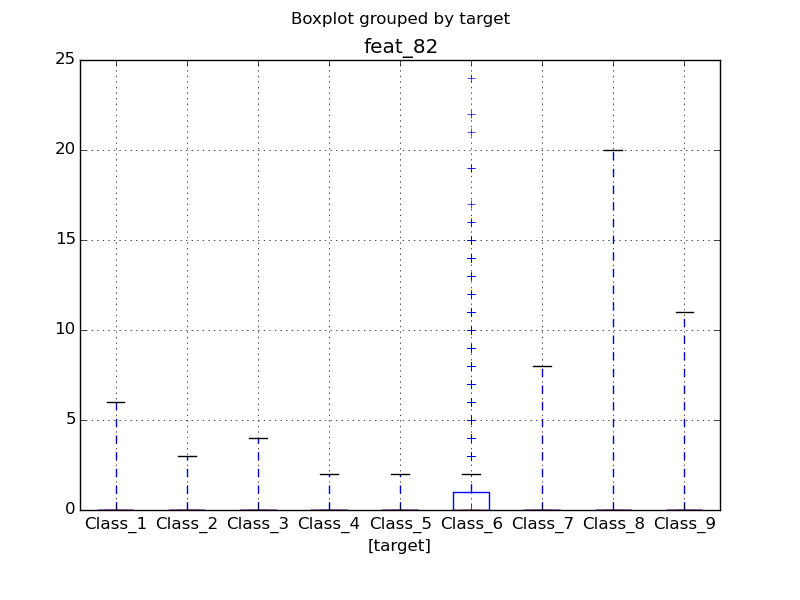 Boxplot grouped by target
feat_82
25
20
15
10
5
0
Class_1 Class_2 Class_3 Class_4 Class_5 Class_6 Class_7 Class_8 Class_9
[target]